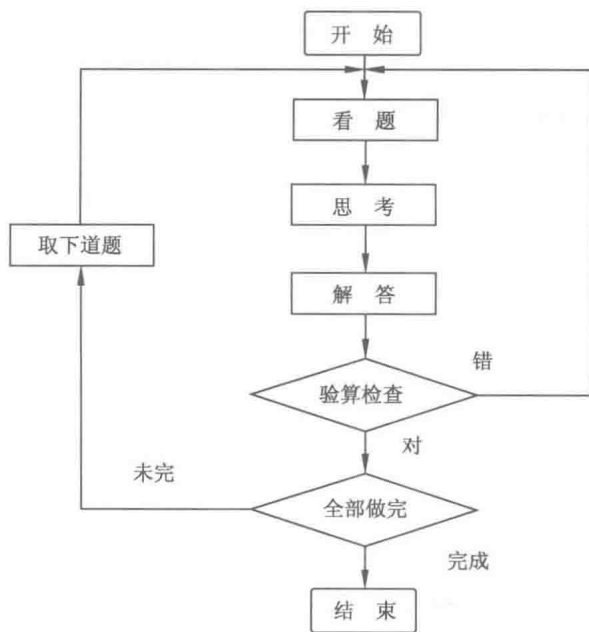 开 始
看 题
思 考
取下道题
解 答
错
验算检查
对
未完
全部做完
完成
结 束